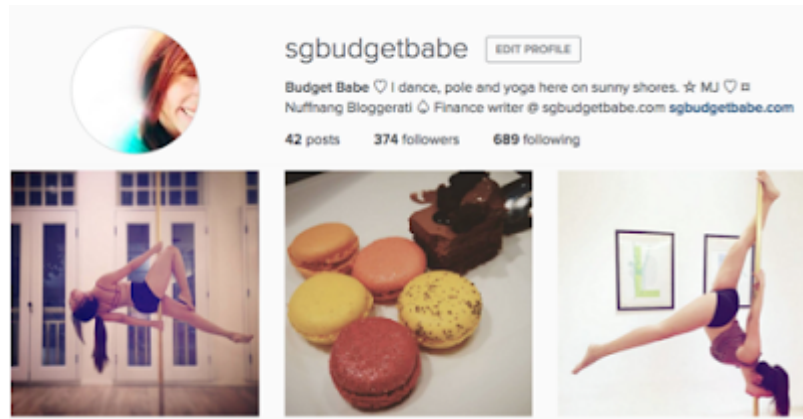 sgbudgetbabe EDIT PROFILE
Budget Babe ♡ I dance, pole and yoga here on sunny shores. ☆ MJ ♡ ¤
Nuffnang Bloggerati ♤ Finance writer @ sgbudgetbabe.com sgbudgetbabe.com
42 posts 374 followers 689 following